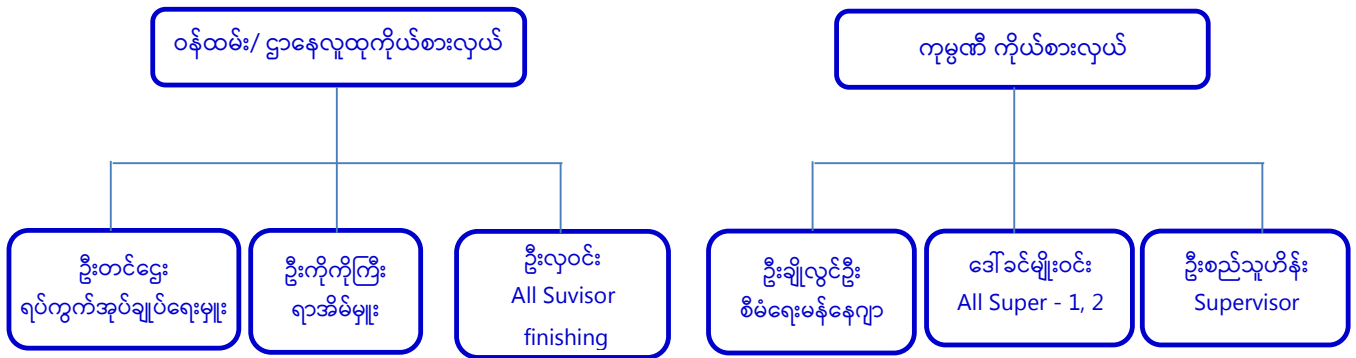 ဝန်ထမ်း/ ဌာနေလူထုကိုယ်စားလှယ်
ဦးတင်ဌေး
ရပ်ကွက်အုပ်ချုပ်ရေးမှူး
ဦးကိုကိုကြီး
ရာအိမ်မှူး
ဦးလှဝင်း
All Suvisor
finishing
ကုမ္ပဏီ ကိုယ်စားလှယ်
ဦးချိုလွင်ဦး
စီမံရေးမန်နေဂျာ
ဒေါ်ခင်မျိုးဝင်း
All Super - 1, 2
ဦးစည်သူဟိန်း
Supervisor